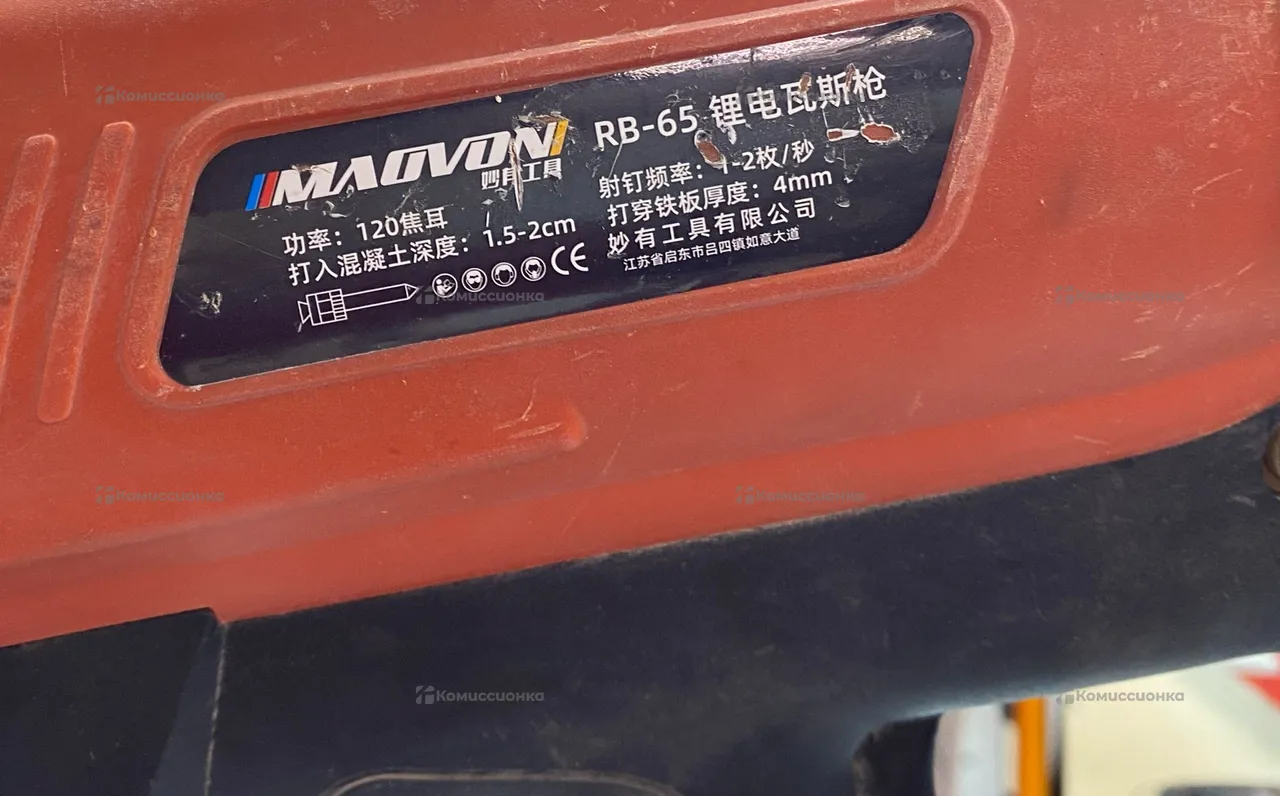 MAOVON
妙有工具
功率：120焦耳
打入混凝土深度：1.5-2cm
CE
RB-65 锂电瓦斯枪
射钉频率：1-2枚/秒
打穿铁板厚度：4mm
妙有工具有限公司
江苏省启东市吕四镇如意大道
Комиссионка
Комиссионка
Комиссионка
Комиссионка
Комиссионка
Комиссионка
Комиссионка